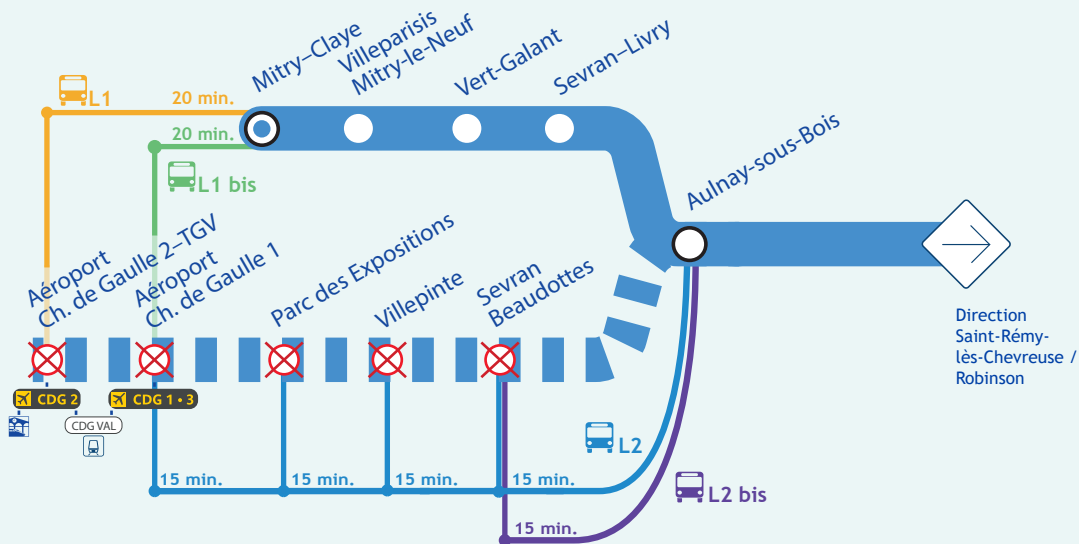 Mitry–Claye
Villeparisis
Mitry-le-Neuf
Vert-Galant
Sevran–Livry
Aulnay-sous-Bois
L1
20 min.
20 min.
L1 bis
Aéroport
Ch. de Gaulle 2–TGV
Aéroport
Ch. de Gaulle 1
Parc des Expositions
Villepinte
Sevran
Beaudottes
Direction
Saint-Rémy-
lès-Chevreuse /
Robinson
CDG 2
CDG 1 • 3
CDG VAL
L2
15 min.
15 min.
15 min.
15 min.
L2 bis
15 min.